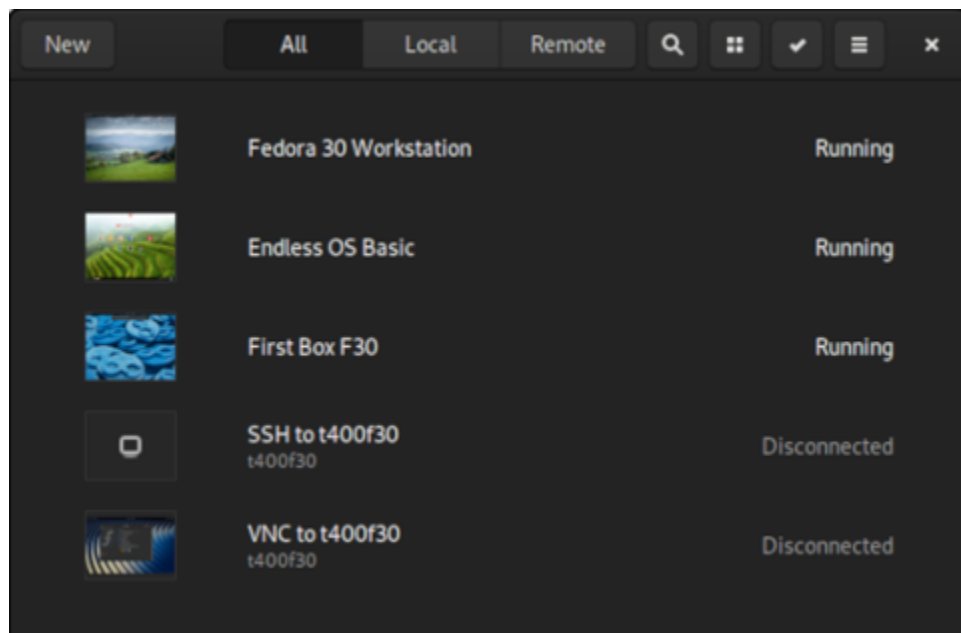 New
All
Local
Remote
Fedora 30 Workstation
Running
Endless OS Basic
Running
First Box F30
Running
SSH to t400f30
t400f30
Disconnected
VNC to t400f30
t400f30
Disconnected